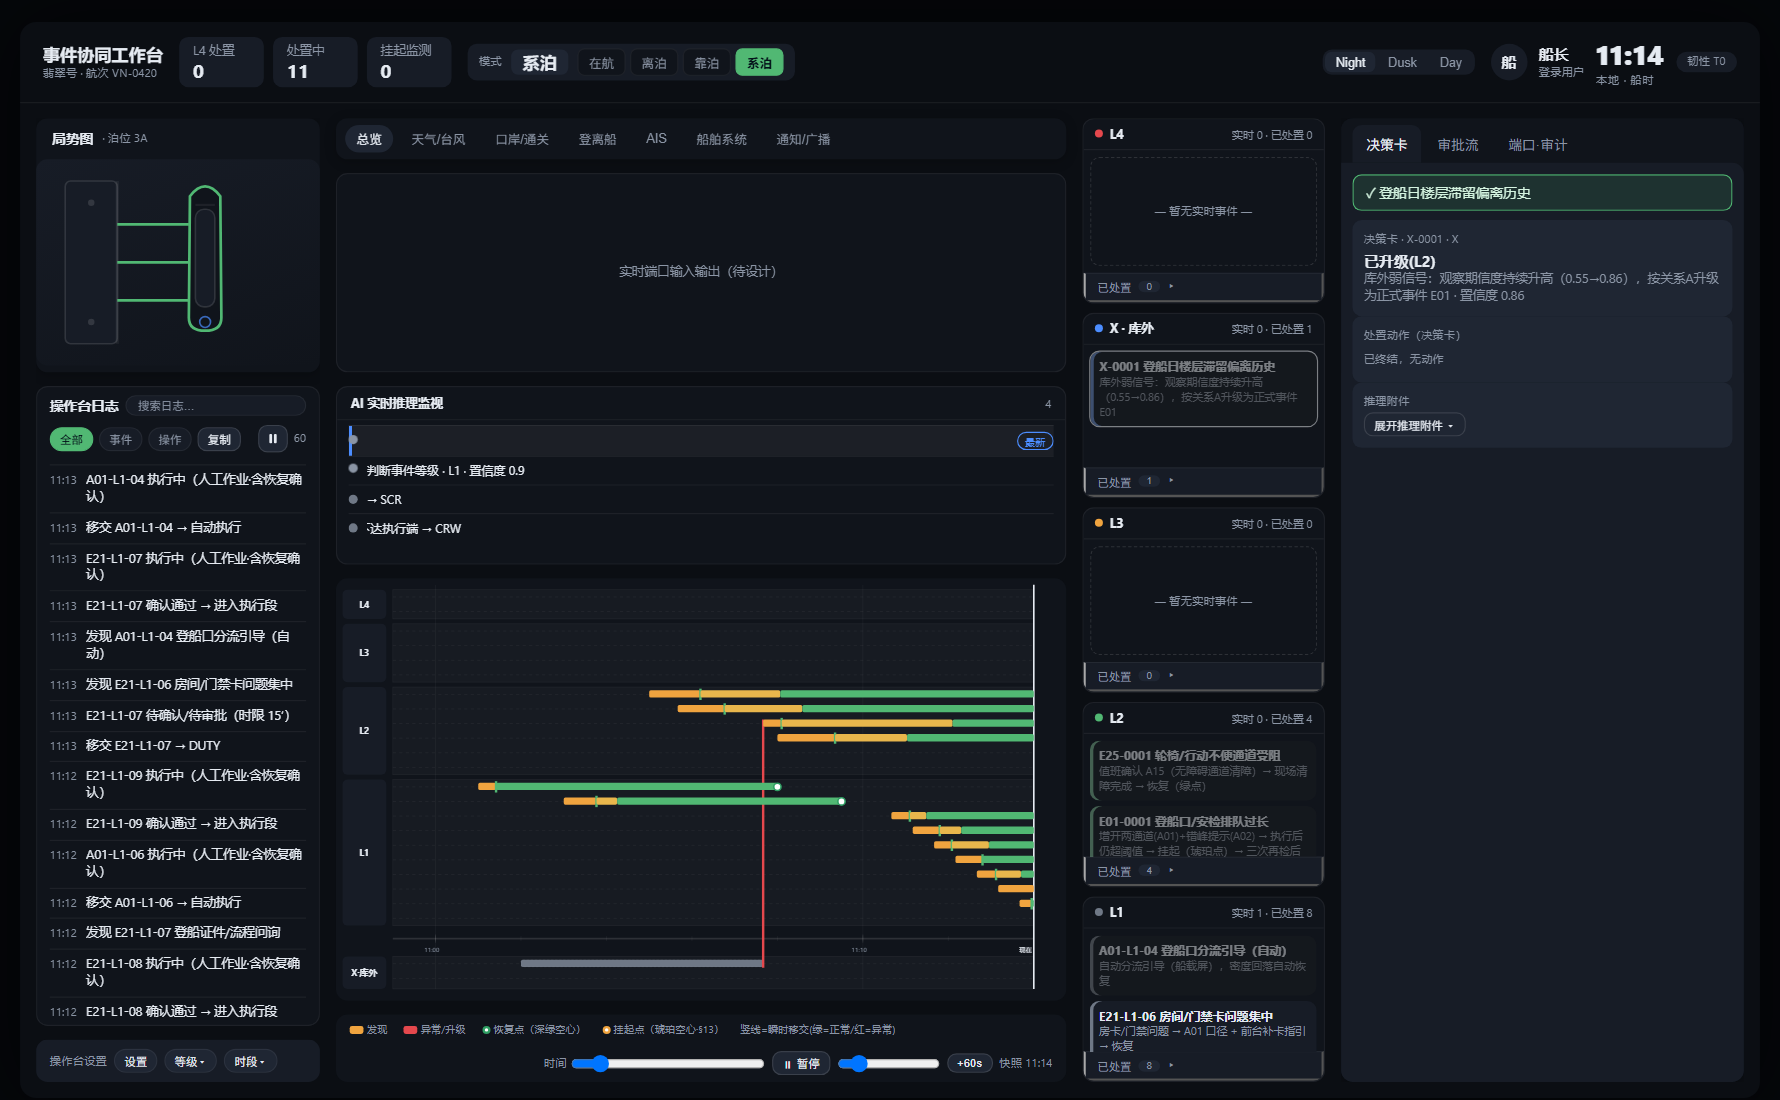 事件协同工作台
翡翠号 · 航次 VN-0420
L4 处置
0
处置中
11
挂起监测
0
模式 系泊 在航 离泊 靠泊 系泊
Night Dusk Day
船
船长
登录用户
11:14
本地 · 船时
韧性 T0
局势图 · 泊位 3A
操作台日志 搜索日志...
全部 事件 操作 复制 60
11:13 A01-L1-04 执行中（人工作业·含恢复确
认）
11:13 移交 A01-L1-04 → 自动执行
11:13 E21-L1-07 执行中（人工作业·含恢复确
认）
11:13 E21-L1-07 确认通过 → 进入执行段
11:13 发现 A01-L1-04 登船口分流引导（自
动）
11:13 发现 E21-L1-06 房间/门禁卡问题集中
11:13 E21-L1-07 待确认/待审批（时限 15′）
11:13 移交 E21-L1-07 → DUTY
11:12 E21-L1-09 执行中（人工作业·含恢复确
认）
11:12 E21-L1-09 确认通过 → 进入执行段
11:12 A01-L1-06 执行中（人工作业·含恢复确
认）
11:12 移交 A01-L1-06 → 自动执行
11:12 发现 E21-L1-07 登船证件/流程问询
11:12 E21-L1-08 执行中（人工作业·含恢复确
认）
11:12 E21-L1-08 确认通过 → 进入执行段
操作台设置 设置 等级 时段
总览 天气/台风 口岸/通关 登离船 AIS 船舶系统 通知/广播
实时端口输入输出（待设计）
AI 实时推理监视 4
最新
判断事件等级 · L1 · 置信度 0.9
→ SCR
达执行端 → CRW
L4
L3
L2
L1
11:00 11:10 现在
X·库外
发现 异常/升级 恢复点（深绿空心） 挂起点（琥珀空心·§13） 竖线=瞬时移交(绿=正常/红=异常)
时间 暂停 +60s 快照 11:14
L4 实时 0 · 已处置 0
— 暂无实时事件 —
已处置 0
X · 库外 实时 0 · 已处置 1
X-0001 登船日楼层滞留偏离历史
库外弱信号：观察期信度持续升高
（0.55→0.86），按关系A升级为正式事件
E01
已处置 1
L3 实时 0 · 已处置 0
— 暂无实时事件 —
已处置 0
L2 实时 0 · 已处置 4
E25-0001 轮椅/行动不便通道受阻
值班确认 A15（无障碍通道清障）→ 现场清
障完成 → 恢复（绿点）
E01-0001 登船口/安检排队过长
增开两通道(A01)+错峰提示(A02) → 执行后
仍超阈值 → 挂起（琥珀点）→ 三次再检后
已处置 4
L1 实时 1 · 已处置 8
A01-L1-04 登船口分流引导（自动）
自动分流引导（船载屏），密度回落自动恢
复
E21-L1-06 房间/门禁卡问题集中
房卡/门禁问题 → A01 口径 + 前台补卡指引
→ 恢复
已处置 8
决策卡 审批流 端口·审计
✓ 登船日楼层滞留偏离历史
决策卡 · X-0001 · X
已升级(L2)
库外弱信号：观察期信度持续升高（0.55→0.86），按关系A升级
为正式事件 E01 · 置信度 0.86
处置动作（决策卡）
已终结，无动作
推理附件
展开推理附件